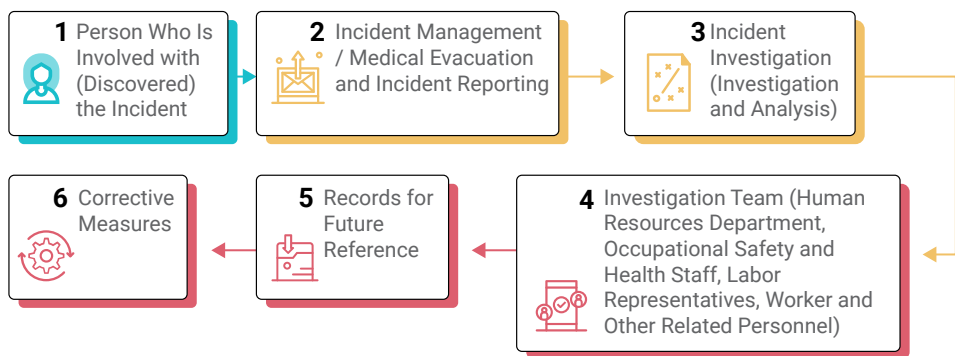 1 Person Who Is
Involved with
(Discovered)
the Incident
2 Incident Management
/ Medical Evacuation
and Incident Reporting
3 Incident
Investigation
(Investigation
and Analysis)
4 Investigation Team (Human
Resources Department,
Occupational Safety and
Health Staff, Labor
Representatives, Worker and
Other Related Personnel)
5 Records for
Future
Reference
6 Corrective
Measures